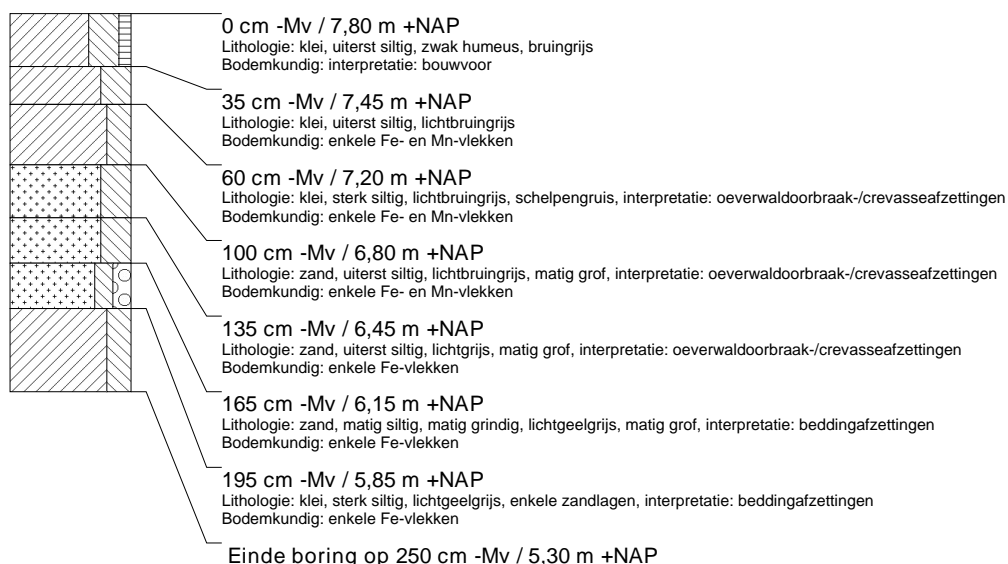 0 cm -Mv / 7,80 m +NAP
Lithologie: klei, uiterst siltig, zwak humeus, bruingrijs
Bodemkundig: interpretatie: bouwvoor
35 cm -Mv / 7,45 m +NAP
Lithologie: klei, uiterst siltig, lichtbruingrijs
Bodemkundig: enkele Fe- en Mn-vlekken
60 cm -Mv / 7,20 m +NAP
Lithologie: klei, sterk siltig, lichtbruingrijs, schelpengruis, interpretatie: oeverwaldoorbraak-/crevasseafzettingen
Bodemkundig: enkele Fe- en Mn-vlekken
100 cm -Mv / 6,80 m +NAP
Lithologie: zand, uiterst siltig, lichtbruingrijs, matig grof, interpretatie: oeverwaldoorbraak-/crevasseafzettingen
Bodemkundig: enkele Fe- en Mn-vlekken
135 cm -Mv / 6,45 m +NAP
Lithologie: zand, uiterst siltig, lichtgrijs, matig grof, interpretatie: oeverwaldoorbraak-/crevasseafzettingen
Bodemkundig: enkele Fe-vlekken
165 cm -Mv / 6,15 m +NAP
Lithologie: zand, matig siltig, matig grindig, lichtgeelgrijs, matig grof, interpretatie: beddingafzettingen
Bodemkundig: enkele Fe-vlekken
195 cm -Mv / 5,85 m +NAP
Lithologie: klei, sterk siltig, lichtgeelgrijs, enkele zandlagen, interpretatie: beddingafzettingen
Bodemkundig: enkele Fe-vlekken
Einde boring op 250 cm -Mv / 5,30 m +NAP